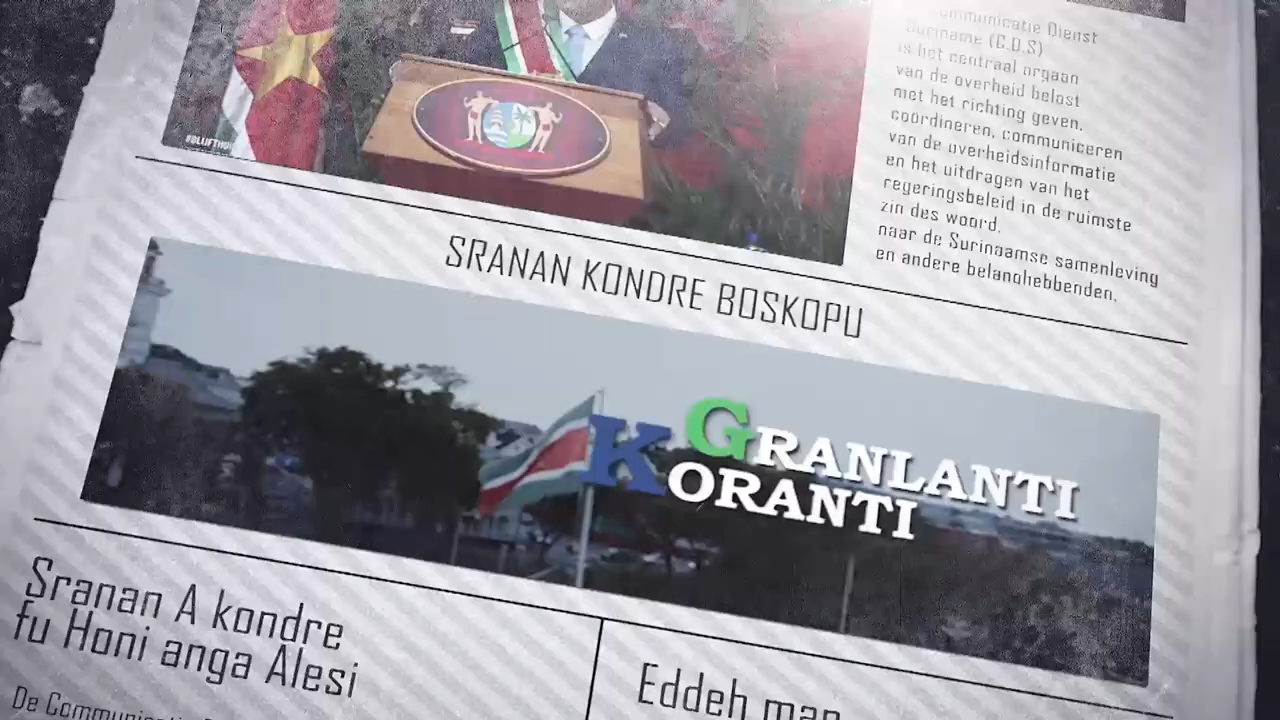 Communicatie Dienst
Suriname (C.D.S)
is het centraal orgaan
van de overheid belast
met het richting geven,
coördineren, communiceren
van de overheidsinformatie
en het uitdragen van het
regeringsbeleid in de ruimste
zin des woord.
naar de Surinaamse samenleving
en andere belanghebbenden.
SRANAN KONDRE BOSKOPU
GRANLANTI
KORANTI
Sranan A kondre
fu Honi anga Alesi
De
Eddeh man